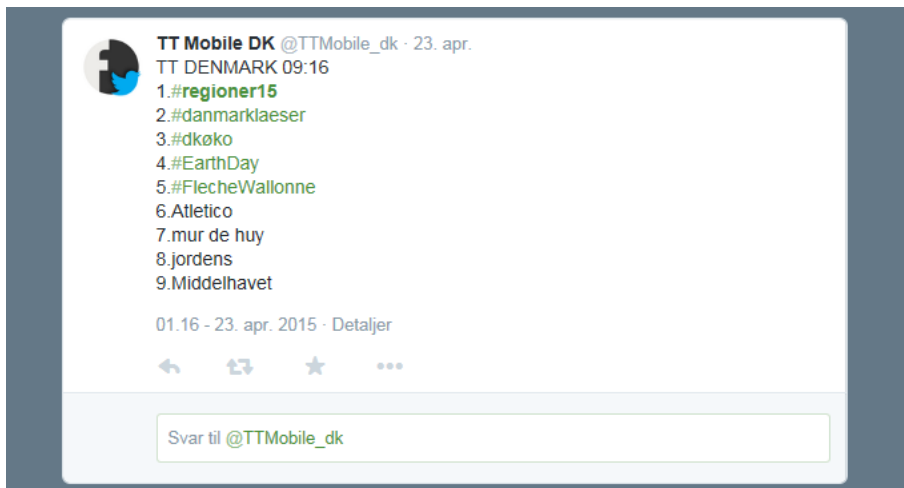 TT Mobile DK @TTMobile_dk · 23. apr.
TT DENMARK 09:16
1.#regioner15
2.#danmarklaeser
3.#dkøko
4.#EarthDay
5.#FlecheWallonne
6.Atletico
7.mur de huy
8.jordens
9.Middelhavet
01.16 - 23. apr. 2015 · Detaljer
Svar til @TTMobile_dk